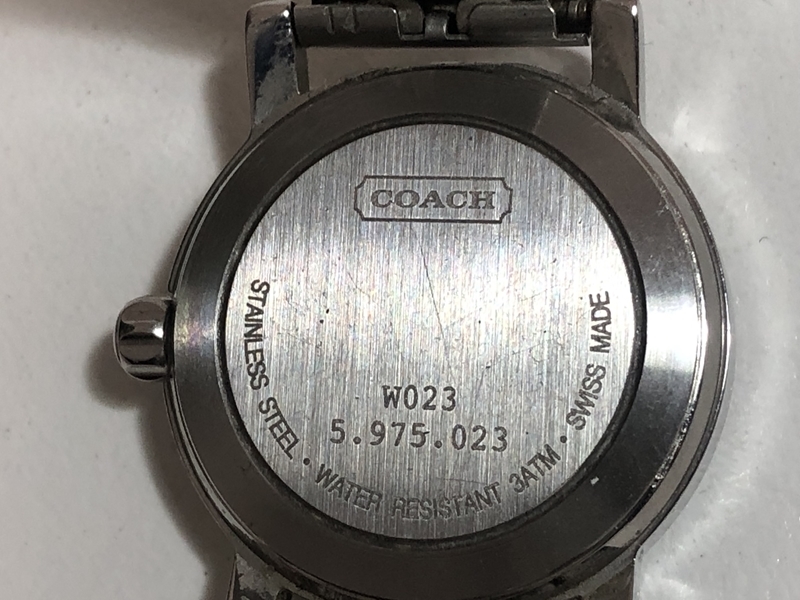 COACH
W023
5.975.023
STAINLESS STEEL · WATER RESISTANT 3ATM · SWISS MADE